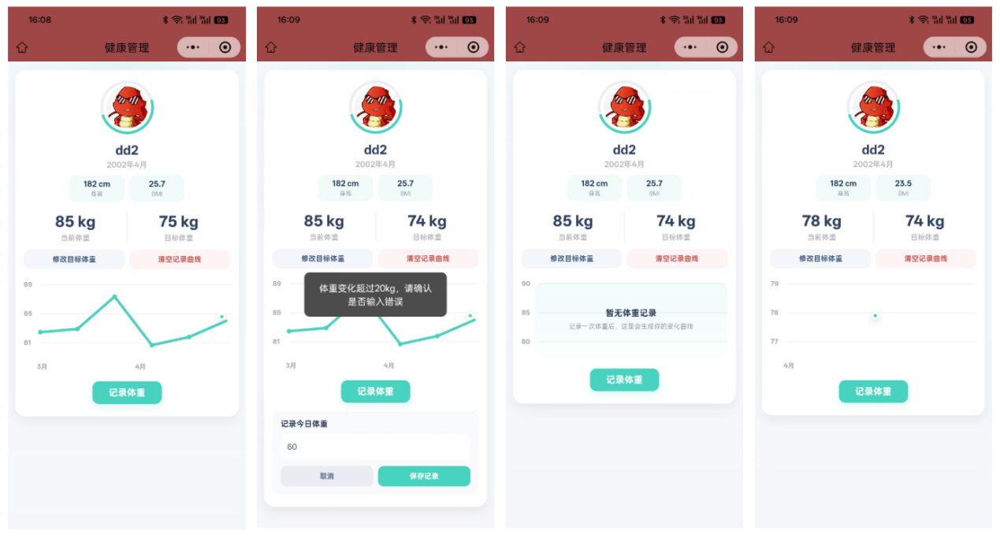 16:08
93
健康管理
dd2
2002年4月
182 cm
身高
25.7
BMI
85 kg
当前体重
75 kg
目标体重
修改目标体重
清空记录曲线
89
85
81
3月
4月
记录体重
16:09
93
健康管理
dd2
2002年4月
182 cm
身高
25.7
BMI
85 kg
当前体重
74 kg
目标体重
修改目标体重
清空记录曲线
体重变化超过20kg，请确认
是否输入错误
89
85
81
3月
4月
记录体重
记录今日体重
60
取消
保存记录
16:09
93
健康管理
dd2
2002年4月
182 cm
身高
25.7
BMI
85 kg
当前体重
74 kg
目标体重
修改目标体重
清空记录曲线
90
85
80
暂无体重记录
记录一次体重后，这里会生成你的变化曲线
记录体重
16:09
93
健康管理
dd2
2002年4月
182 cm
身高
23.5
BMI
78 kg
当前体重
74 kg
目标体重
修改目标体重
清空记录曲线
79
78
77
4月
记录体重